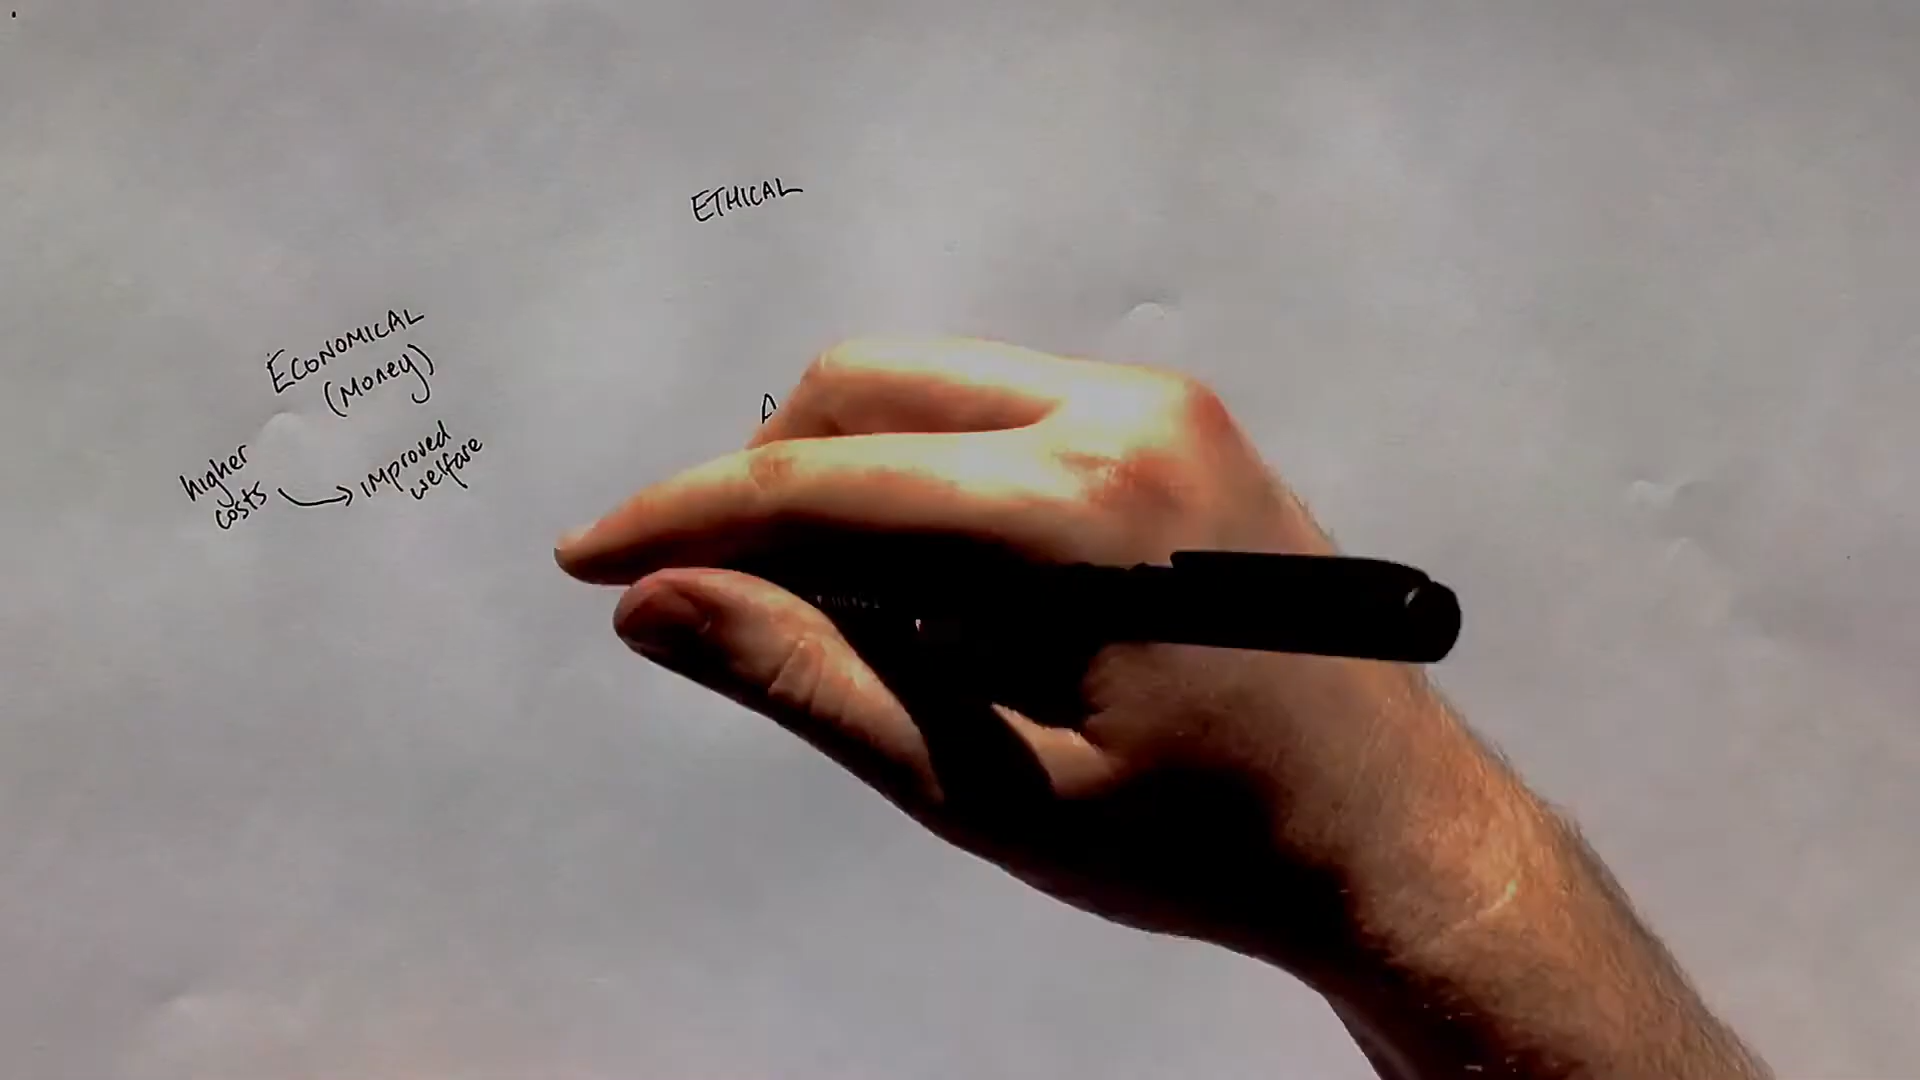 ETHICAL
ECONOMICAL
(Money)
higher
costs
improved
welfare